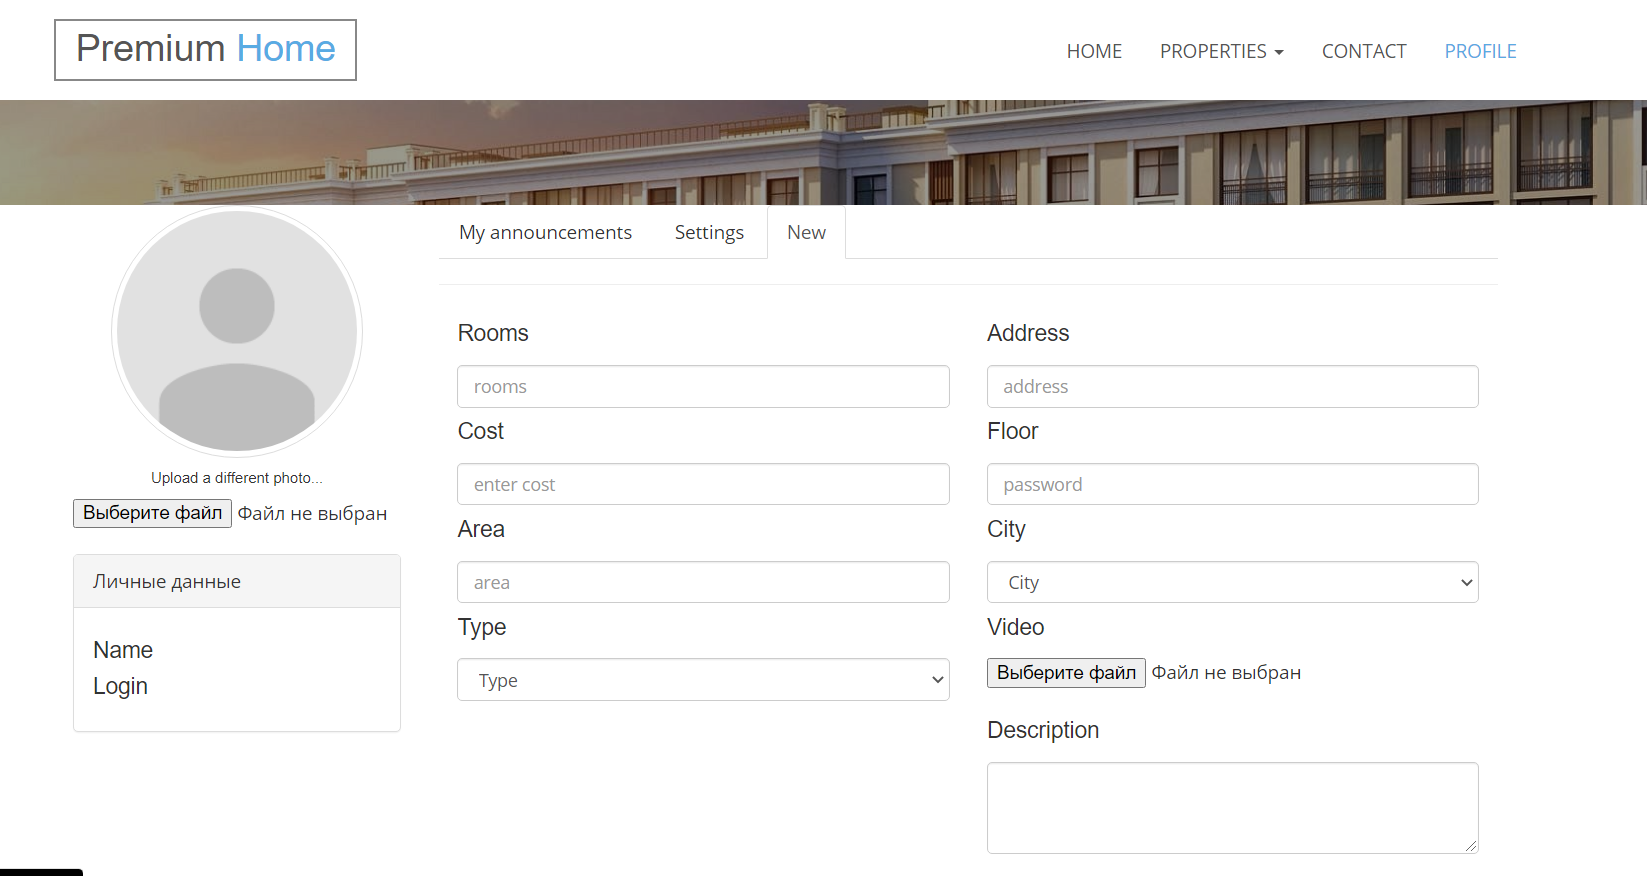 Premium Home
HOME
PROPERTIES
CONTACT
PROFILE
My announcements
Settings
New
Upload a different photo...
Выберите файл Файл не выбран
Личные данные
Name
Login
Rooms
rooms
Cost
enter cost
Area
area
Type
Type
Address
address
Floor
password
City
City
Video
Выберите файл Файл не выбран
Description